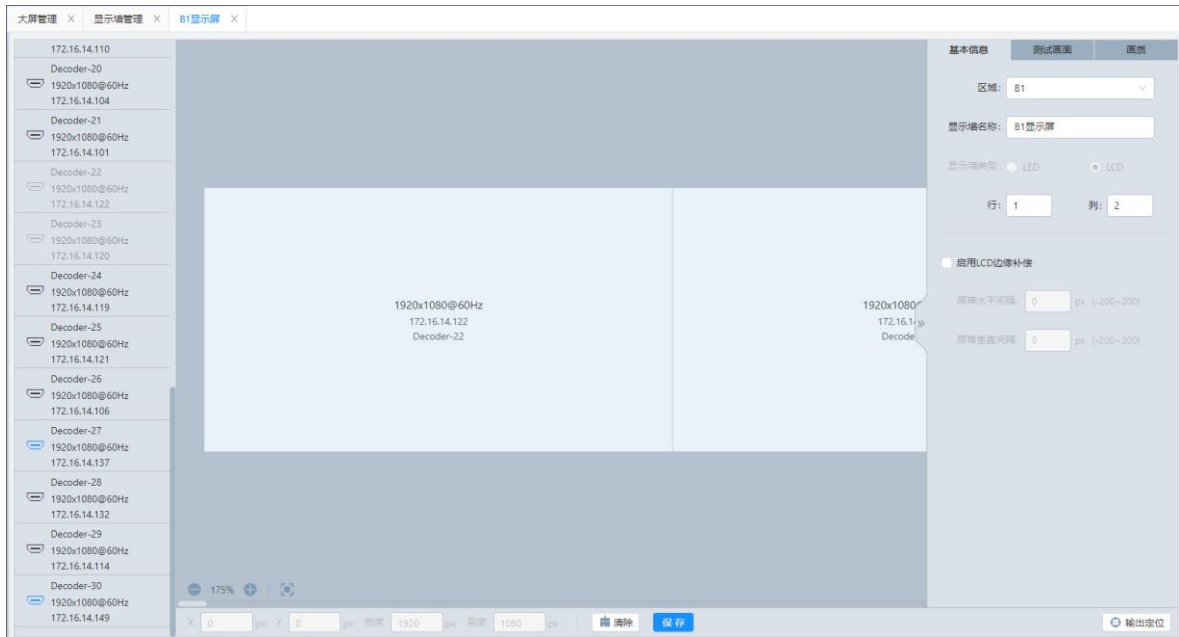 大屏管理 X 显示墙管理 X B1显示屏 X
172.16.14.110
Decoder-20
1920x1080@60Hz
172.16.14.104
Decoder-21
1920x1080@60Hz
172.16.14.101
Decoder-22
1920x1080@60Hz
172.16.14.122
Decoder-23
1920x1080@60Hz
172.16.14.120
Decoder-24
1920x1080@60Hz
172.16.14.119
Decoder-25
1920x1080@60Hz
172.16.14.121
Decoder-26
1920x1080@60Hz
172.16.14.106
Decoder-27
1920x1080@60Hz
172.16.14.137
Decoder-28
1920x1080@60Hz
172.16.14.132
Decoder-29
1920x1080@60Hz
172.16.14.114
Decoder-30
1920x1080@60Hz
172.16.14.149
1920x1080@60Hz
172.16.14.122
Decoder-22
1920x1080
172.16.1
Decode
175%
X 0 px Y 0 px 宽度 1920 px 高度 1080 px 清除 保存 输出定位
基本信息 测试画面 画质
区域: B1
显示墙名称: B1显示屏
显示墙类型: LED LCD
行: 1 列: 2
启用LCD边缘补偿
屏幕水平间隔: 0 px (-200~200)
屏幕垂直间隔: 0 px (-200~200)